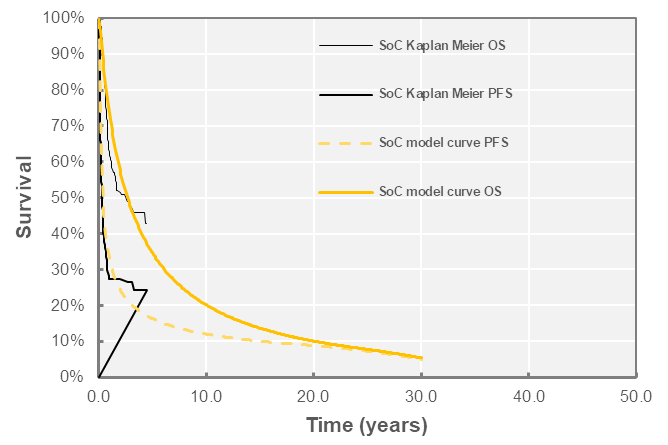 100%
90%
80%
70%
60%
50%
40%
30%
20%
10%
0%
Survival
SoC Kaplan Meier OS
SoC Kaplan Meier PFS
SoC model curve PFS
SoC model curve OS
0.0 10.0 20.0 30.0 40.0 50.0
Time (years)